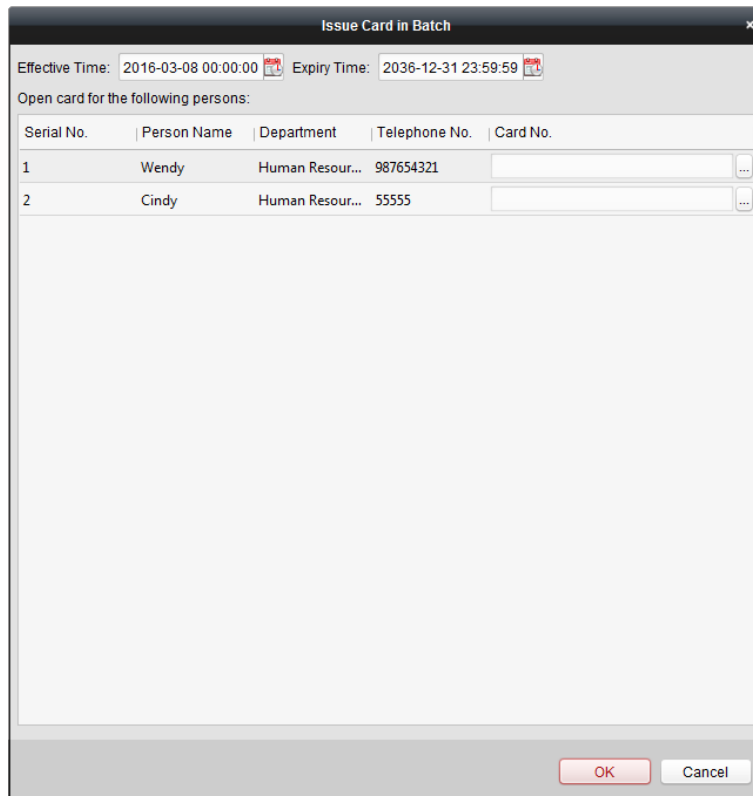 Issue Card in Batch ×
Effective Time: 2016-03-08 00:00:00 Expiry Time: 2036-12-31 23:59:59
Open card for the following persons:
Serial No. Person Name Department Telephone No. Card No.
1 Wendy Human Resour... 987654321 ...
2 Cindy Human Resour... 55555 ...
OK Cancel